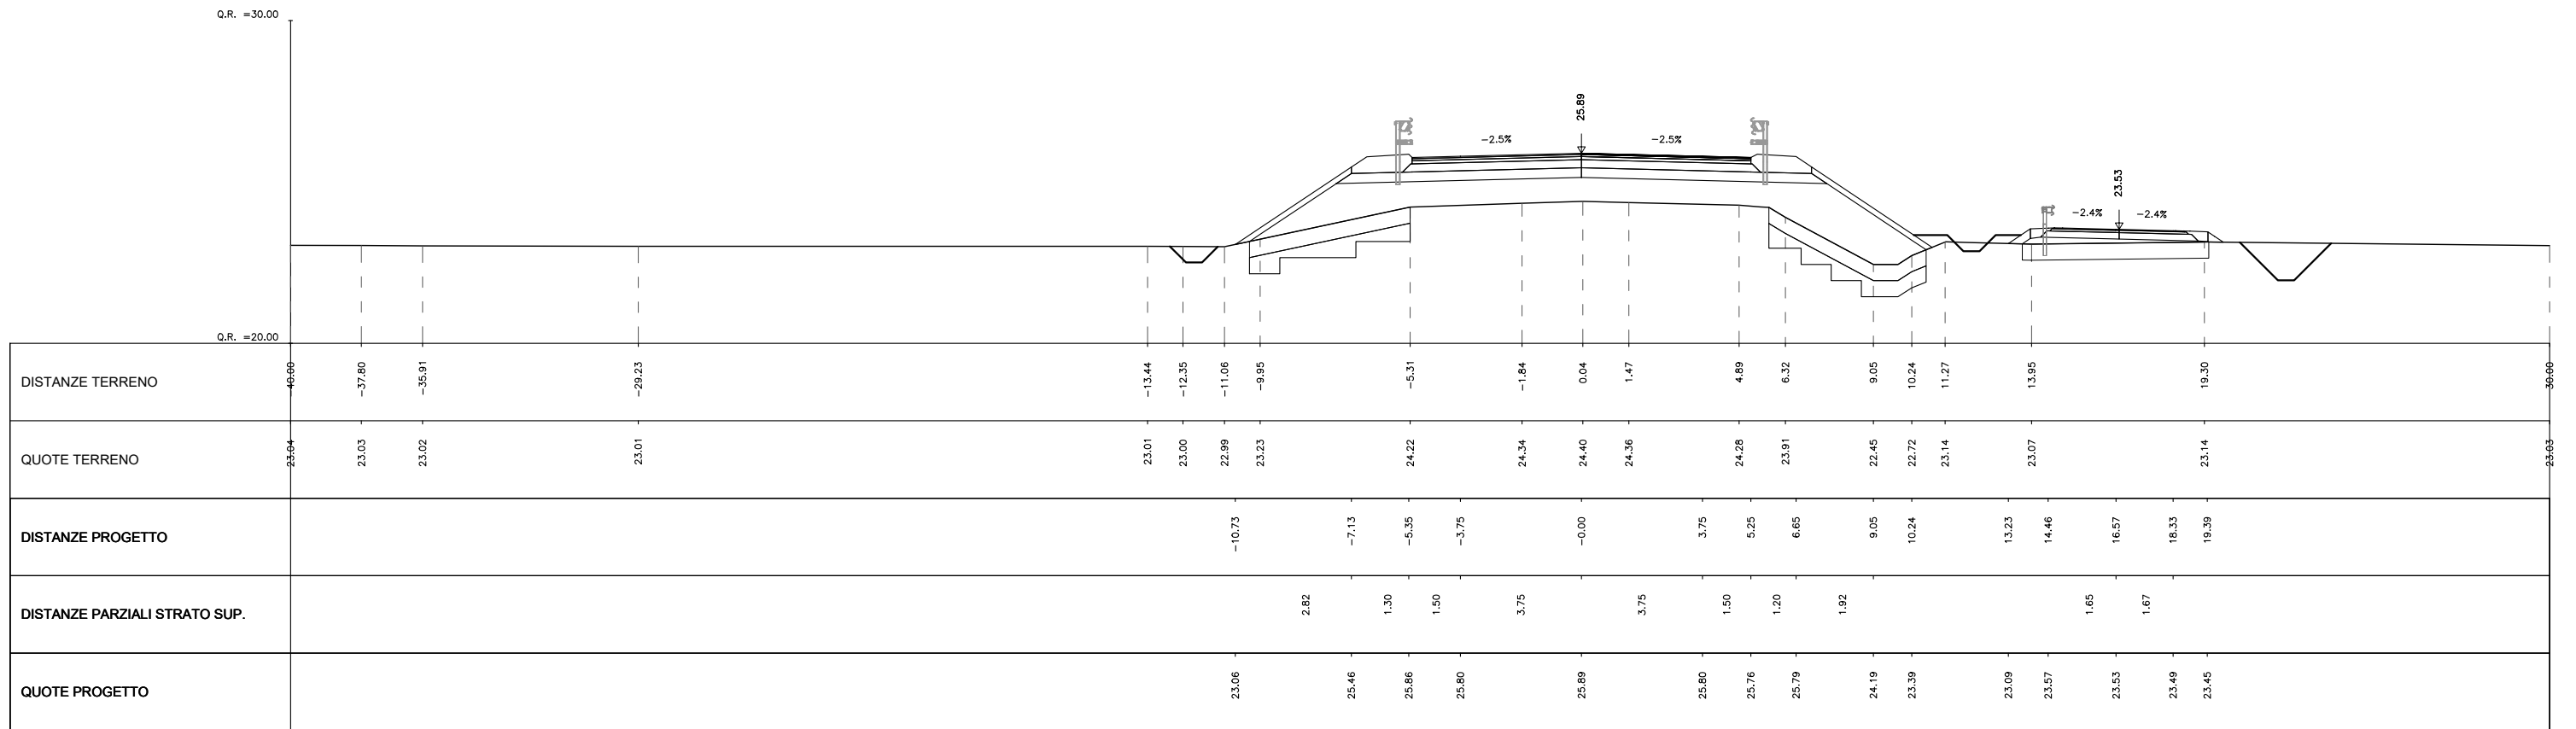 Q.R. =30.00
25.89
-2.5% -2.5%
23.53
-2.4% -2.4%
Q.R. =20.00
DISTANZE TERRENO -40.00 -37.80 -35.91 -29.23 -13.44 -12.35 -11.06 -9.95 -5.31 -1.84 0.04 1.47 4.89 6.32 9.05 10.24 11.27 13.95 19.30 30.00
QUOTE TERRENO 23.04 23.03 23.02 23.01 23.01 23.00 22.99 23.23 24.22 24.34 24.40 24.36 24.28 23.91 22.45 22.72 23.14 23.07 23.14 23.03
DISTANZE PROGETTO -10.73 -7.13 -5.35 -3.75 -0.00 3.75 5.25 6.65 9.05 10.24 13.23 14.46 16.57 18.33 19.39
DISTANZE PARZIALI STRATO SUP. 2.82 1.30 1.50 3.75 3.75 1.50 1.20 1.92 1.65 1.67
QUOTE PROGETTO 23.06 25.46 25.86 25.80 25.89 25.80 25.76 25.79 24.19 23.39 23.09 23.57 23.53 23.49 23.45